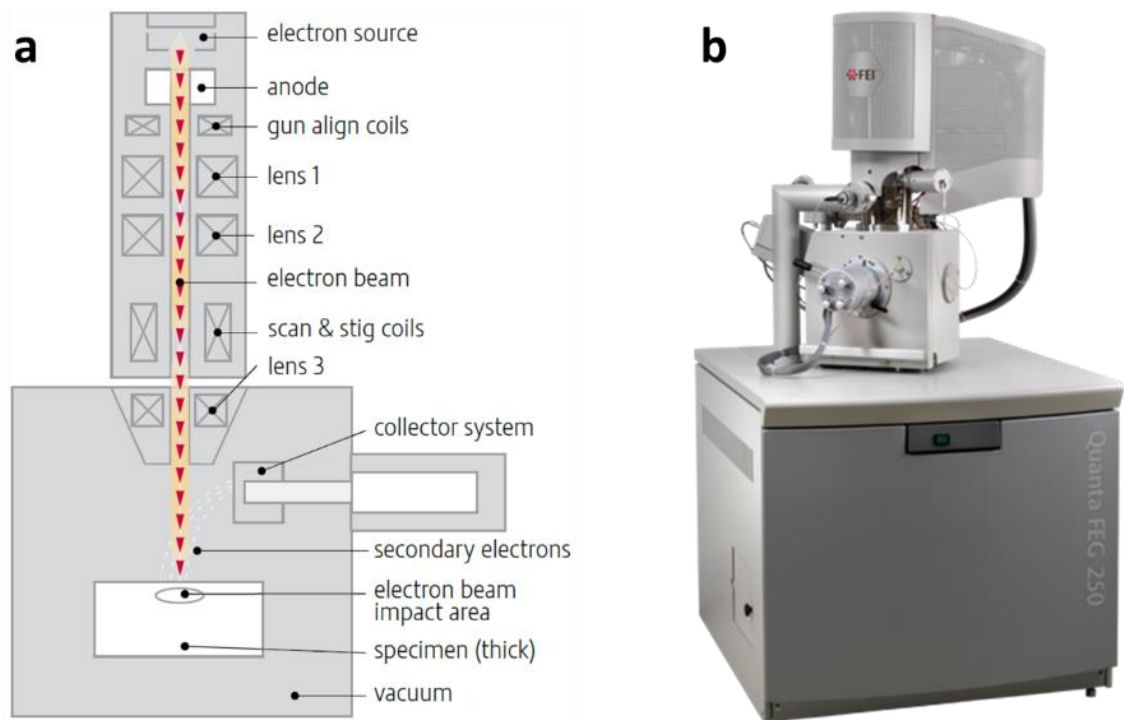 a
electron source
anode
gun align coils
lens 1
lens 2
electron beam
scan & stig coils
lens 3
collector system
secondary electrons
electron beam
impact area
specimen (thick)
vacuum
b
FEI
Quanta FEG 250